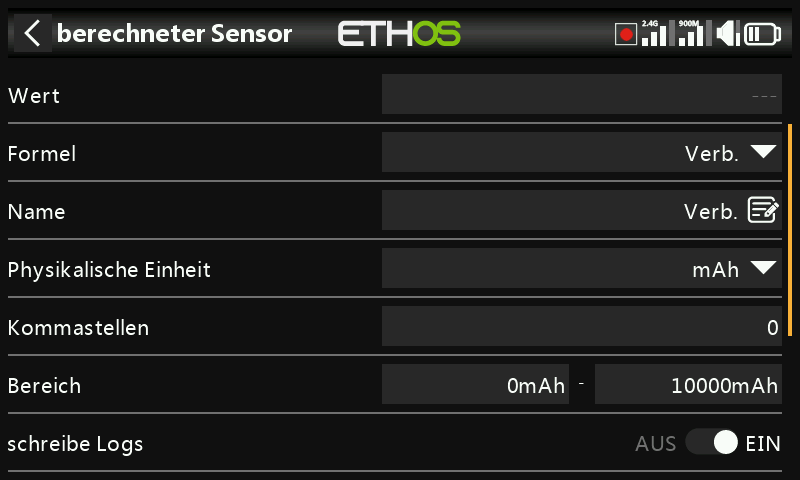 berechneter Sensor ETHOS 2.4G 900M
Wert ---
Formel Verb.
Name Verb.
Physikalische Einheit mAh
Kommastellen 0
Bereich 0mAh - 10000mAh
schreibe Logs AUS EIN